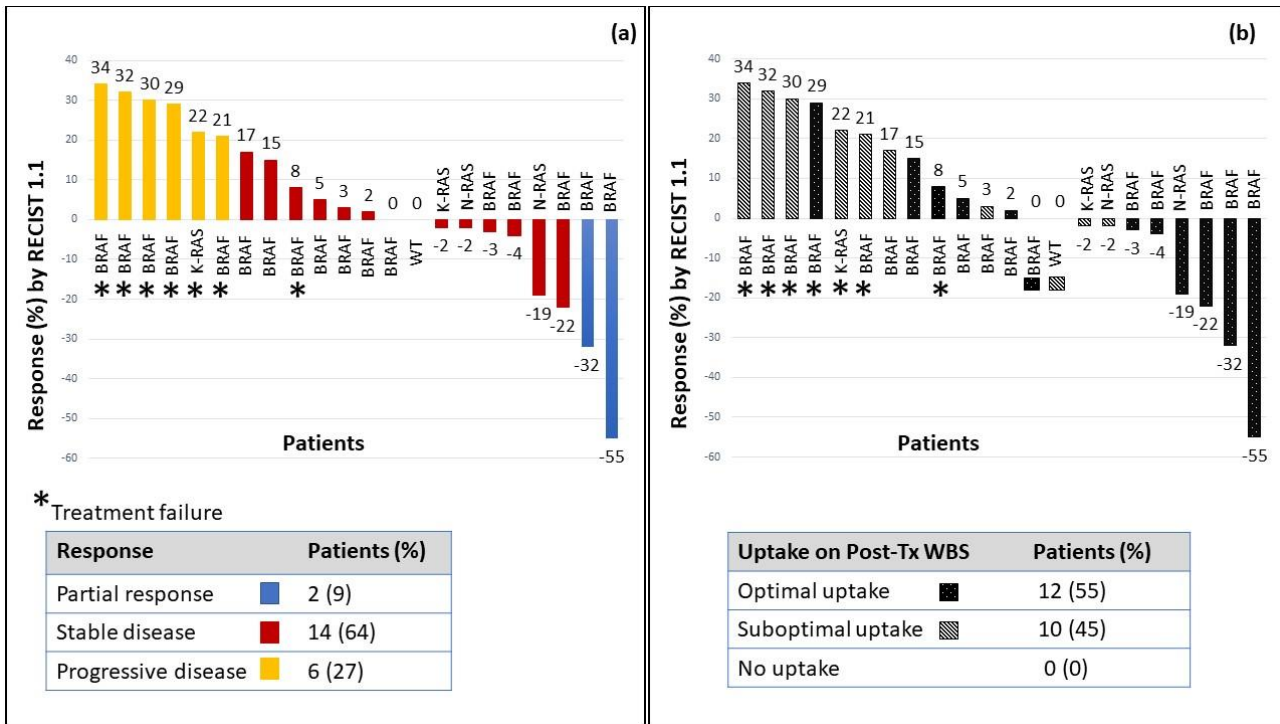 (a)
Response (%) by RECIST 1.1
40
30
20
10
0
-10
-20
-30
-40
-50
-60
34
32
30
29
22
21
17
15
8
5
3
2
0
0
-2
-2
-3
-4
-19
-22
-32
-55
BRAF
BRAF
BRAF
BRAF
K-RAS
BRAF
BRAF
BRAF
BRAF
BRAF
BRAF
BRAF
BRAF
WT
K-RAS
N-RAS
BRAF
BRAF
N-RAS
BRAF
BRAF
BRAF
* * * * * * *
Patients
*Treatment failure
Response Patients (%)
Partial response 2 (9)
Stable disease 14 (64)
Progressive disease 6 (27)
(b)
Response (%) by RECIST 1.1
40
30
20
10
0
-10
-20
-30
-40
-50
-60
34
32
30
29
22
21
17
15
8
5
3
2
0
0
-2
-2
-3
-4
-19
-22
-32
-55
BRAF
BRAF
BRAF
BRAF
K-RAS
BRAF
BRAF
BRAF
BRAF
BRAF
BRAF
BRAF
BRAF
WT
K-RAS
N-RAS
BRAF
BRAF
N-RAS
BRAF
BRAF
BRAF
* * * * * * *
Patients
Uptake on Post-Tx WBS Patients (%)
Optimal uptake 12 (55)
Suboptimal uptake 10 (45)
No uptake 0 (0)